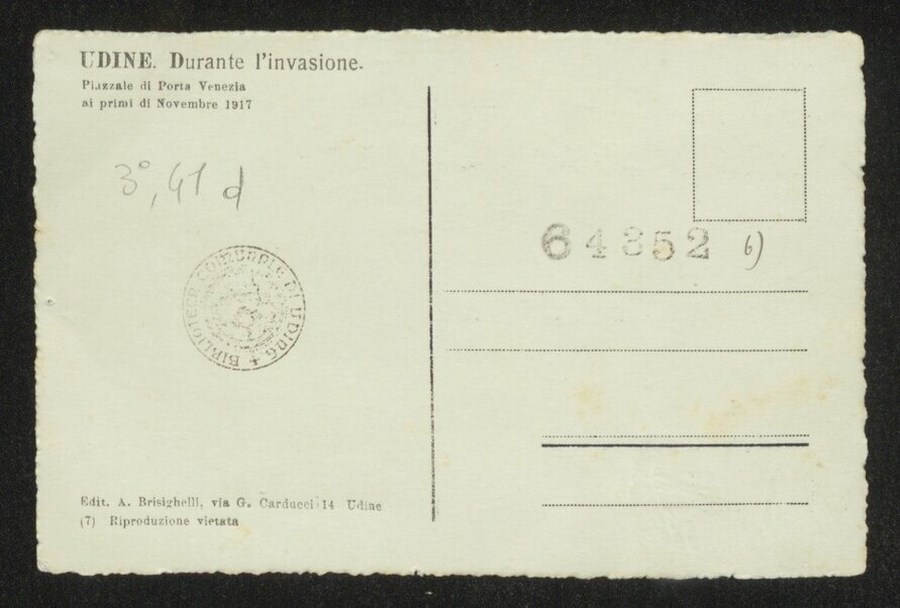 UDINE. Durante l'invasione.
Piazzale di Porta Venezia
ai primi di Novembre 1917
3°, 41 d
64352 6)
BIBLIOTECA COMUNALE DI UDINE +
Edit. A. Brisighelli, via G. Carducci 14 Udine
(7) Riproduzione vietata